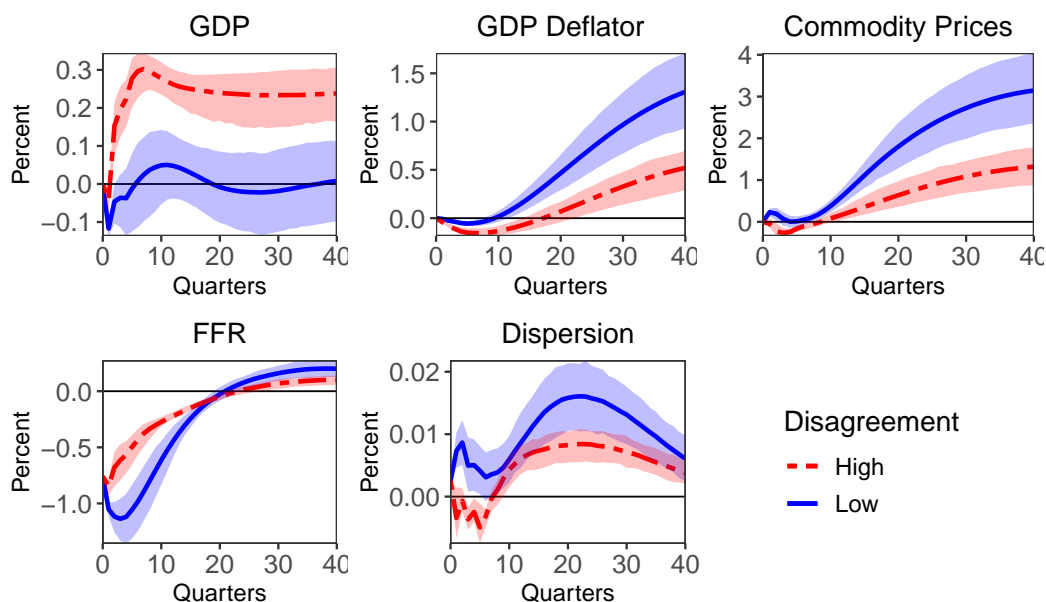 GDP
GDP Deflator
Commodity Prices
Percent
0.3
0.2
0.1
0.0
−0.1
0 10 20 30 40
Quarters
Percent
1.5
1.0
0.5
0.0
0 10 20 30 40
Quarters
Percent
4
3
2
1
0
0 10 20 30 40
Quarters
FFR
Dispersion
Percent
0.0
−0.5
−1.0
0 10 20 30 40
Quarters
Percent
0.02
0.01
0.00
0 10 20 30 40
Quarters
Disagreement
High
Low